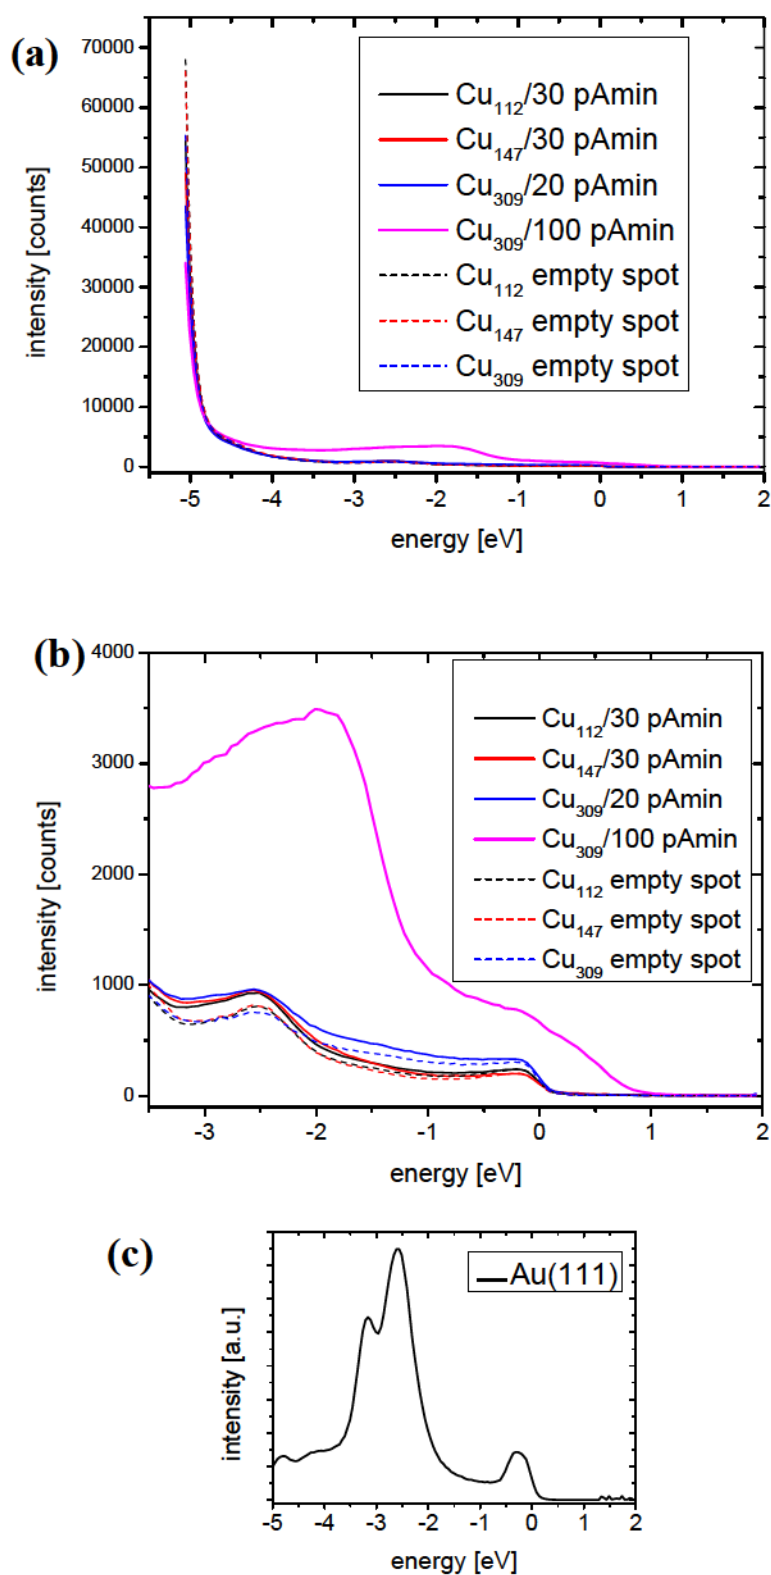 (a)
70000
60000
50000
40000
30000
20000
10000
0
intensity [counts]
Cu112/30 pAmin
Cu147/30 pAmin
Cu309/20 pAmin
Cu309/100 pAmin
Cu112 empty spot
Cu147 empty spot
Cu309 empty spot
-5 -4 -3 -2 -1 0 1 2
energy [eV]
(b)
4000
3000
2000
1000
0
intensity [counts]
Cu112/30 pAmin
Cu147/30 pAmin
Cu309/20 pAmin
Cu309/100 pAmin
Cu112 empty spot
Cu147 empty spot
Cu309 empty spot
-3 -2 -1 0 1 2
energy [eV]
(c)
intensity [a.u.]
Au(111)
-5 -4 -3 -2 -1 0 1 2
energy [eV]